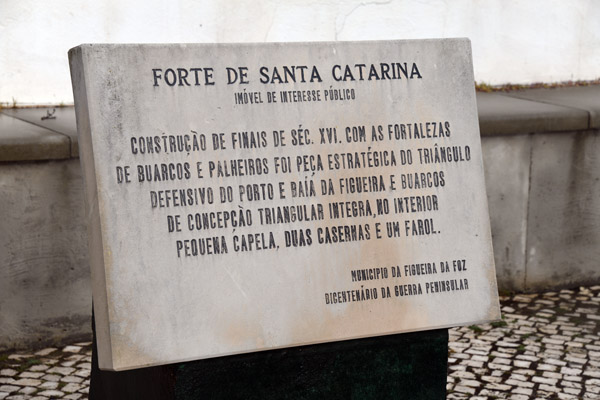 FORTE DE SANTA CATARINA
IMÓVEL DE INTERESSE PÚBLICO
CONSTRUÇÃO DE FINAIS DE SÉC. XVI. COM AS FORTALEZAS
DE BUARCOS E PALHEIROS FOI PEÇA ESTRATÉGICA DO TRIÂNGULO
DEFENSIVO DO PORTO E BAÍA DA FIGUEIRA E BUARCOS
DE CONCEPÇÃO TRIANGULAR INTEGRA, NO INTERIOR
PEQUENA CAPELA, DUAS CASERNAS E UM FAROL.
MUNICIPIO DA FIGUEIRA DA FOZ
BICENTENÁRIO DA GUERRA PENINSULAR